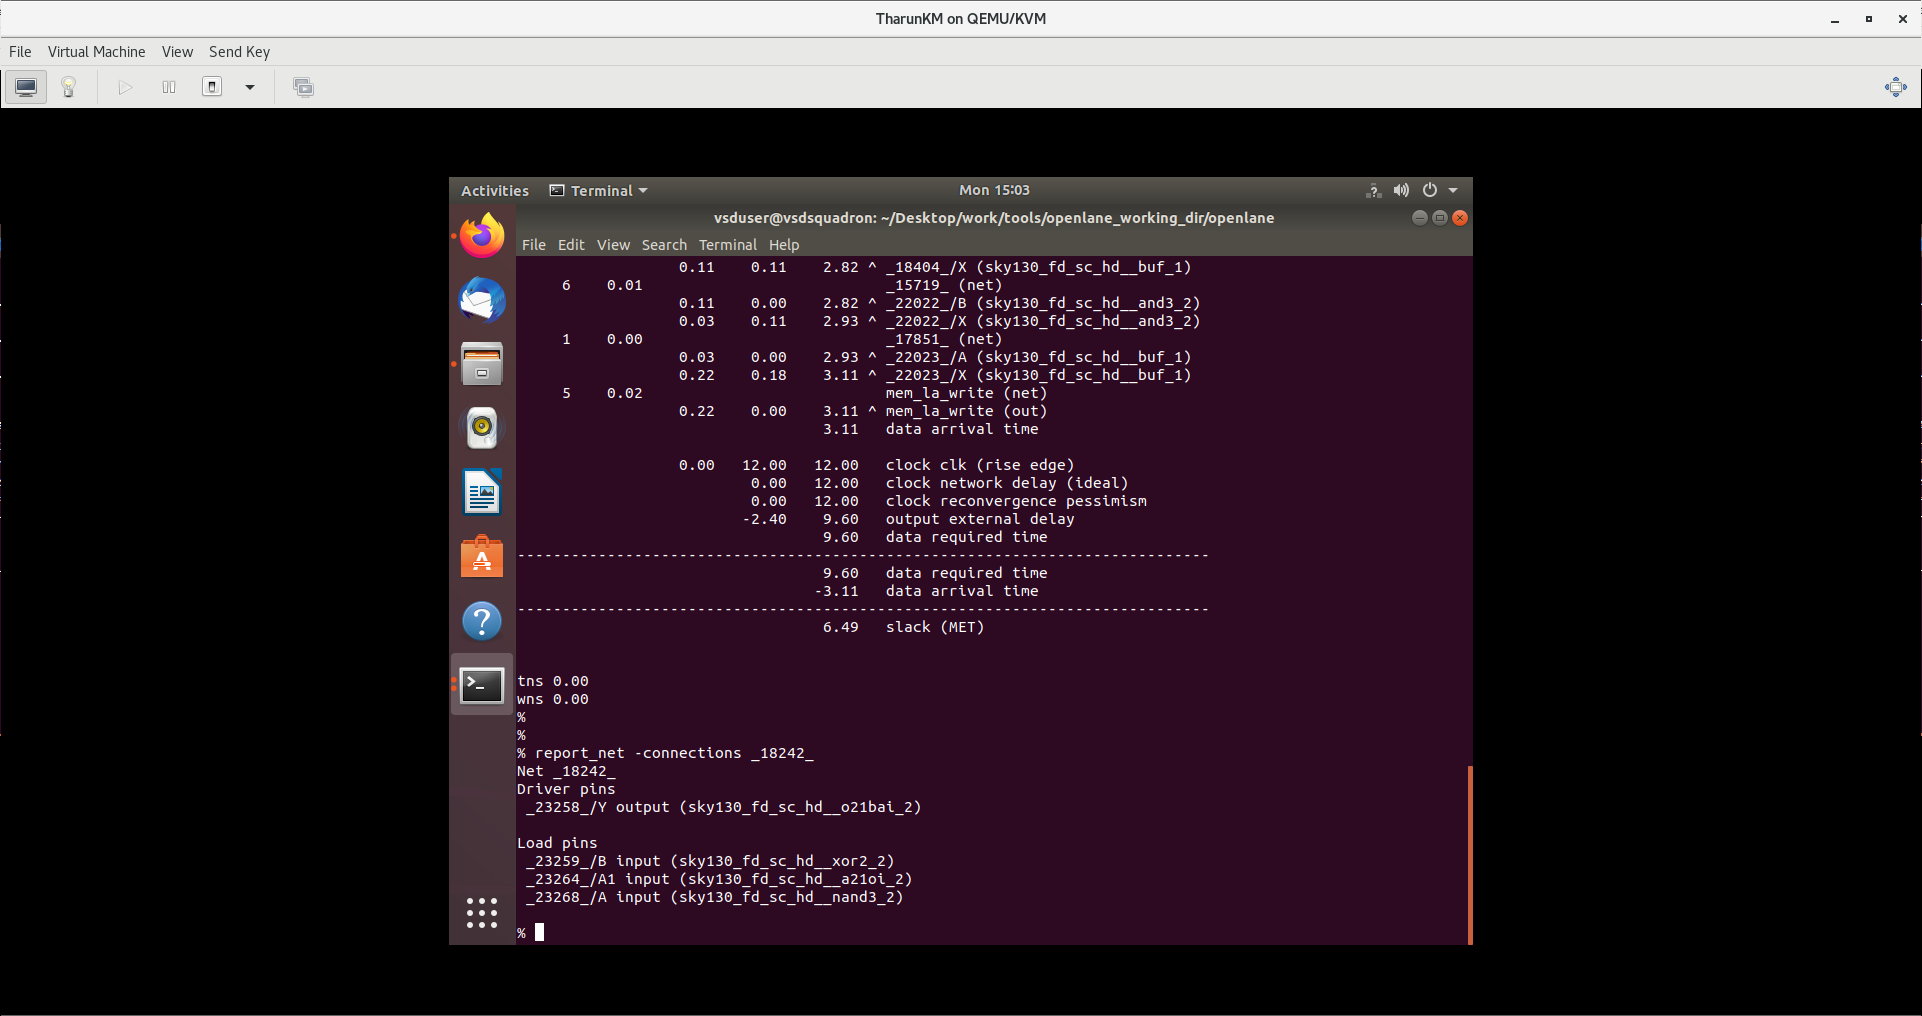 TharunKM on QEMU/KVM
File Virtual Machine View Send Key
Activities Terminal Mon 15:03
vsduser@vsdsquadron: ~/Desktop/work/tools/openlane_working_dir/openlane
File Edit View Search Terminal Help
0.11 0.11 2.82 ^ _18404_/X (sky130_fd_sc_hd__buf_1)
6 0.01 _15719_ (net)
0.11 0.00 2.82 ^ _22022_/B (sky130_fd_sc_hd__and3_2)
0.03 0.11 2.93 ^ _22022_/X (sky130_fd_sc_hd__and3_2)
1 0.00 _17851_ (net)
0.03 0.00 2.93 ^ _22023_/A (sky130_fd_sc_hd__buf_1)
0.22 0.18 3.11 ^ _22023_/X (sky130_fd_sc_hd__buf_1)
5 0.02 mem_la_write (net)
0.22 0.00 3.11 ^ mem_la_write (out)
3.11 data arrival time
0.00 12.00 12.00 clock clk (rise edge)
0.00 12.00 clock network delay (ideal)
0.00 12.00 clock reconvergence pessimism
-2.40 9.60 output external delay
9.60 data required time
-----------------------------------------------------------------------------
9.60 data required time
-3.11 data arrival time
-----------------------------------------------------------------------------
6.49 slack (MET)
tns 0.00
wns 0.00
%
%
% report_net -connections _18242_
Net _18242_
Driver pins
_23258_/Y output (sky130_fd_sc_hd__o21bai_2)
Load pins
_23259_/B input (sky130_fd_sc_hd__xor2_2)
_23264_/A1 input (sky130_fd_sc_hd__a21oi_2)
_23268_/A input (sky130_fd_sc_hd__nand3_2)
%